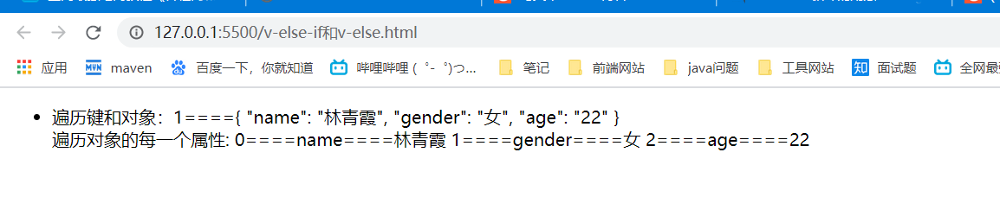 127.0.0.1:5500/v-else-if和v-else.html
应用 maven 百度一下，你就知道 哔哩哔哩 ( ゜- ゜)つ... 笔记 前端网站 java问题 工具网站 知 面试题 全网最
遍历键和对象：1===={ "name": "林青霞", "gender": "女", "age": "22" }
遍历对象的每一个属性: 0====name====林青霞 1====gender====女 2====age====22